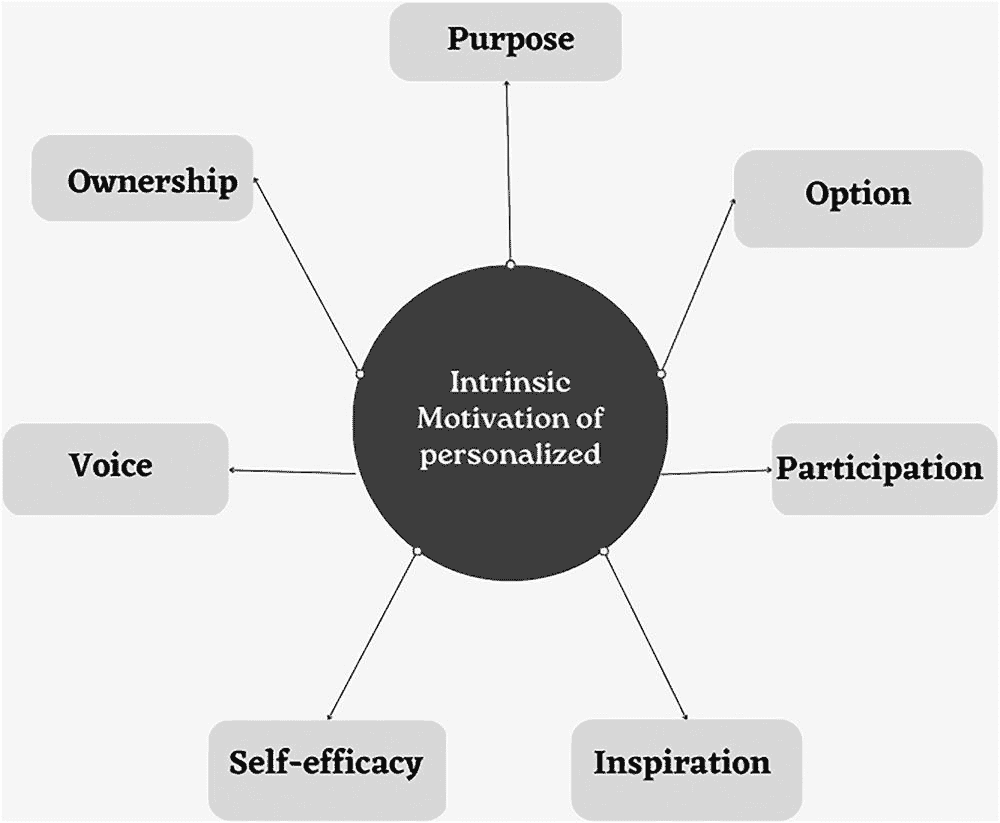 Purpose
Ownership
Option
Intrinsic
Motivation of
personalized
Voice
Participation
Self-efficacy
Inspiration